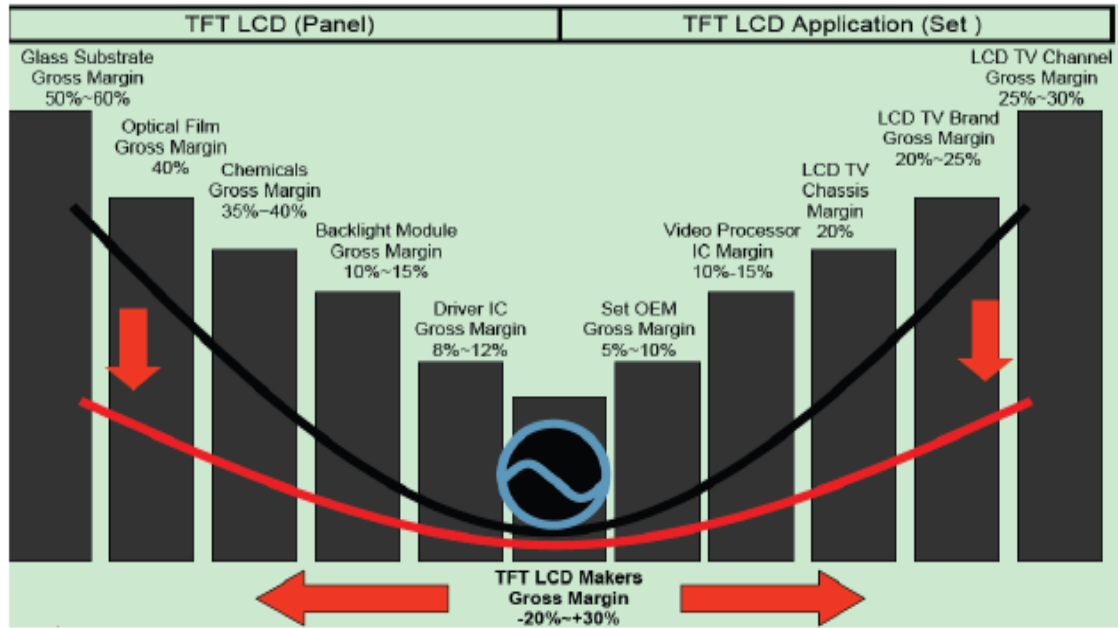 TFT LCD (Panel)
TFT LCD Application (Set )
Glass Substrate
Gross Margin
50%~60%
Optical Film
Gross Margin
40%
Chemicals
Gross Margin
35%~40%
Backlight Module
Gross Margin
10%~15%
Driver IC
Gross Margin
8%~12%
Set OEM
Gross Margin
5%~10%
Video Processor
IC Margin
10%-15%
LCD TV
Chassis
Margin
20%
LCD TV Brand
Gross Margin
20%~25%
LCD TV Channel
Gross Margin
25%~30%
TFT LCD Makers
Gross Margin
-20%~+30%